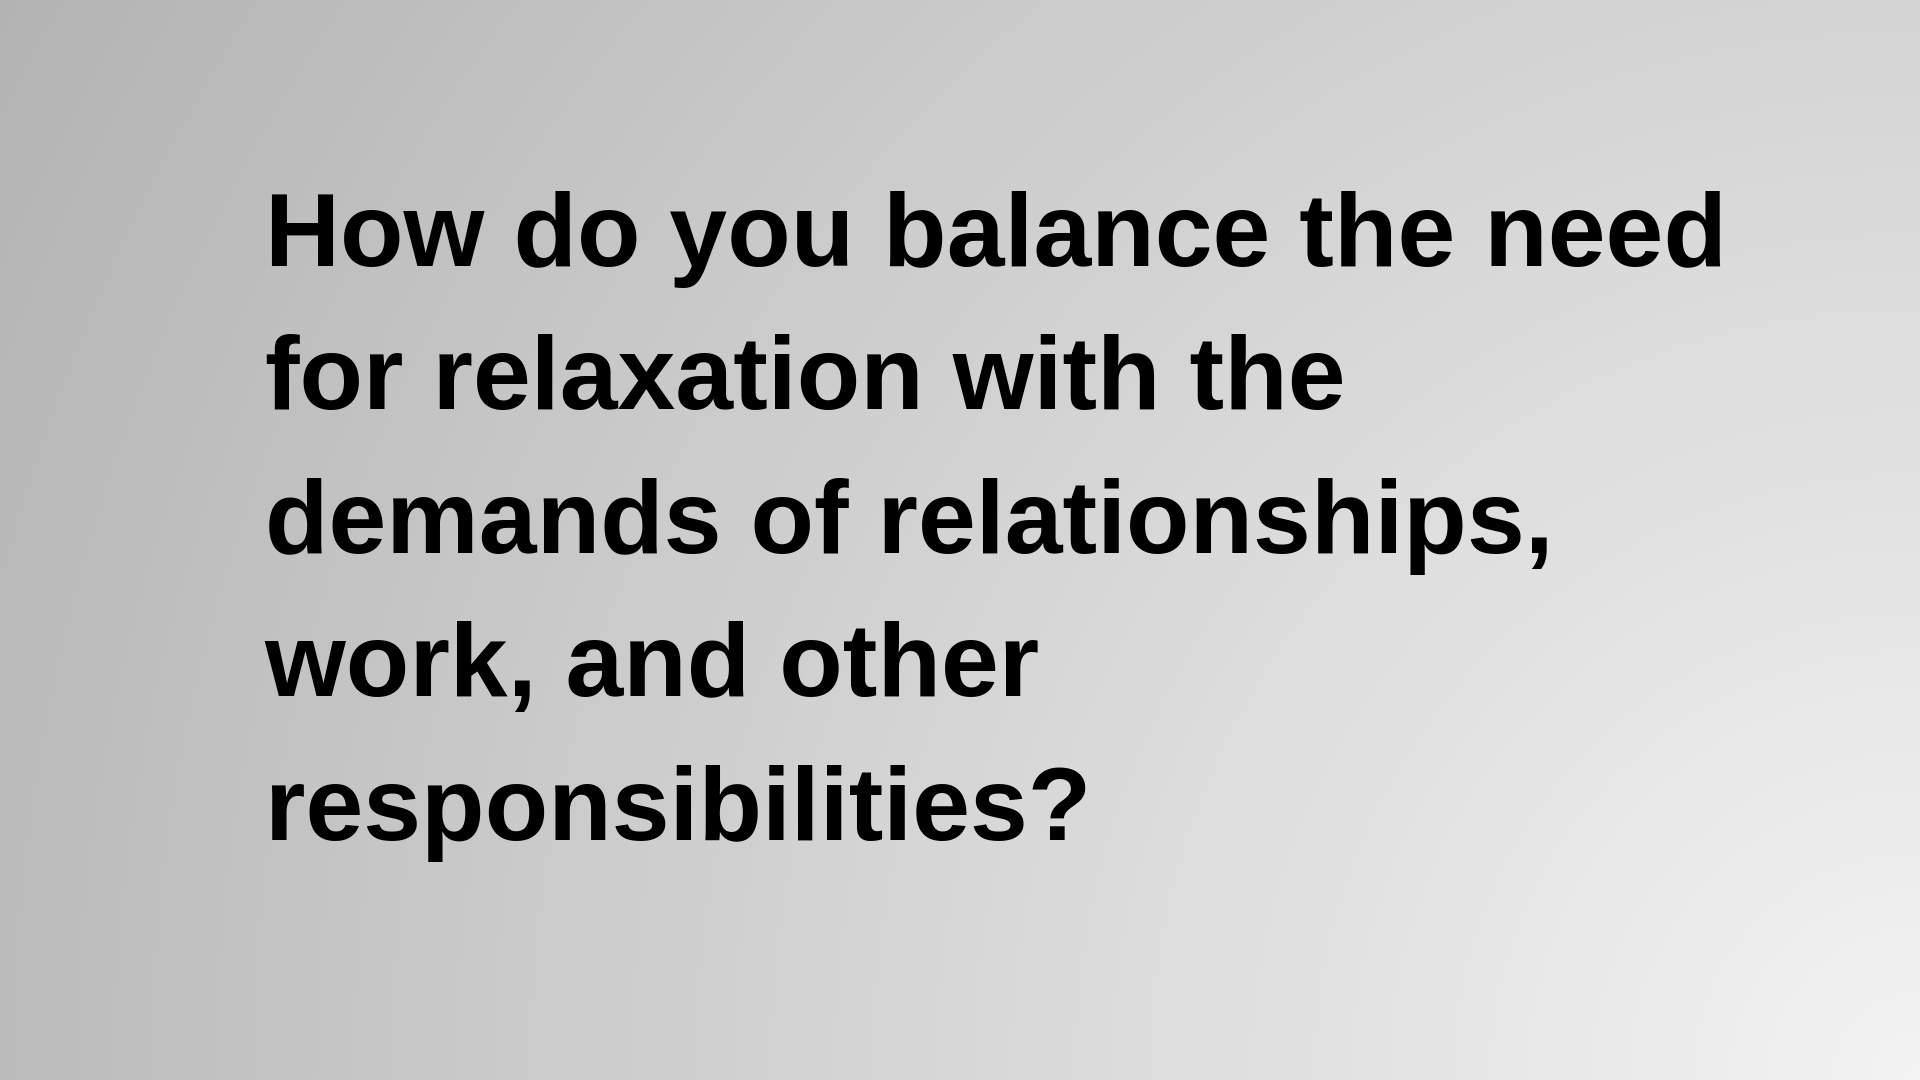 How do you balance the need
for relaxation with the
demands of relationships,
work, and other
responsibilities?